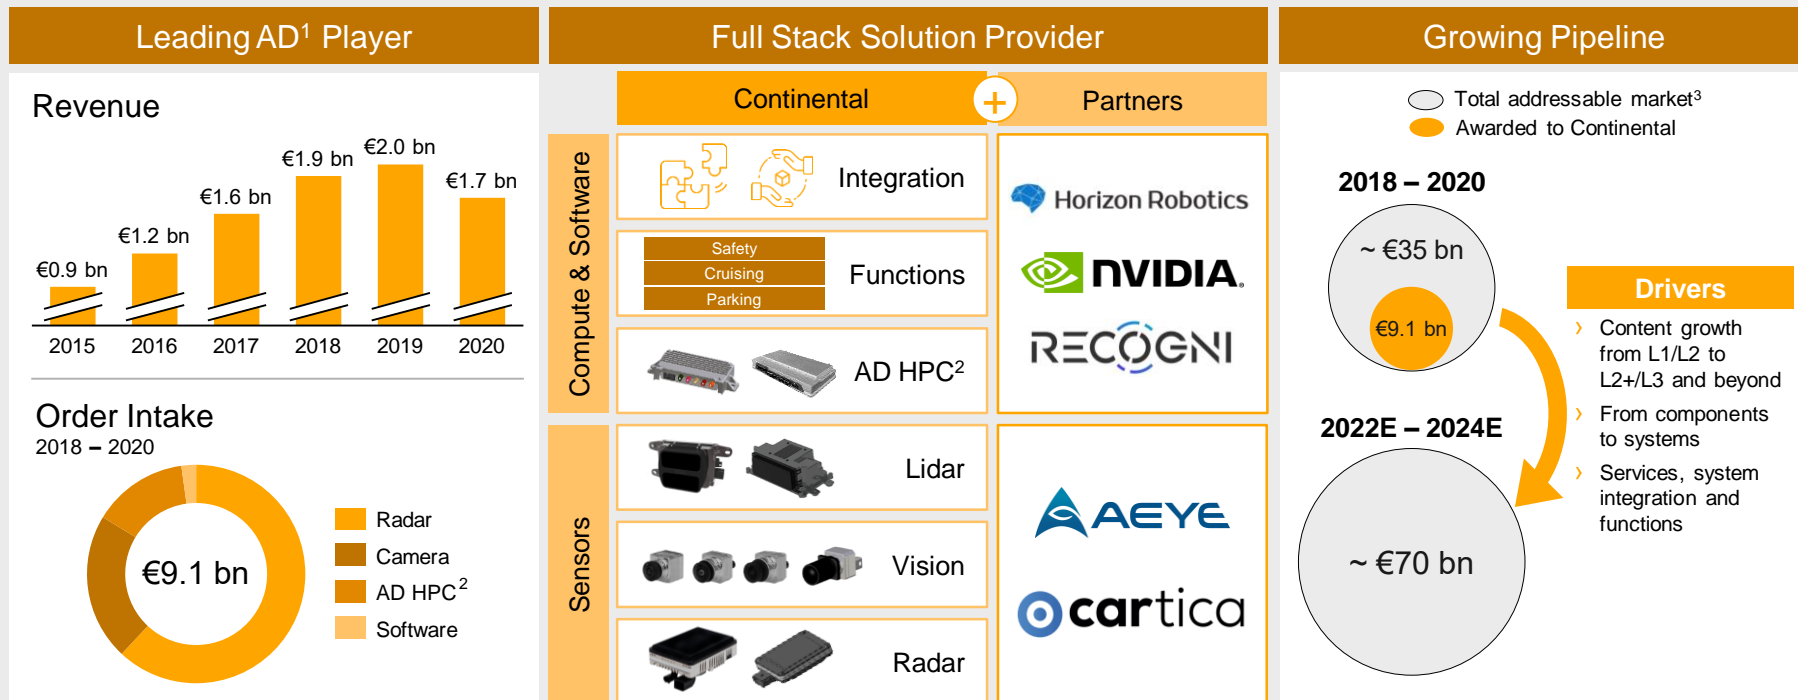 Leading AD¹ Player
Revenue
€0.9 bn
€1.2 bn
€1.6 bn
€1.9 bn
€2.0 bn
€1.7 bn
2015
2016
2017
2018
2019
2020
Order Intake
2018 – 2020
€9.1 bn
Radar
Camera
AD HPC²
Software
Full Stack Solution Provider
Continental
+
Partners
Compute & Software
Integration
Safety
Cruising
Parking
Functions
AD HPC²
Horizon Robotics
NVIDIA.
RECOGNI
Sensors
Lidar
Vision
Radar
AEYE
cartica
Growing Pipeline
Total addressable market³
Awarded to Continental
2018 – 2020
~ €35 bn
€9.1 bn
2022E – 2024E
~ €70 bn
Drivers
› Content growth
from L1/L2 to
L2+/L3 and beyond
› From components
to systems
› Services, system
integration and
functions